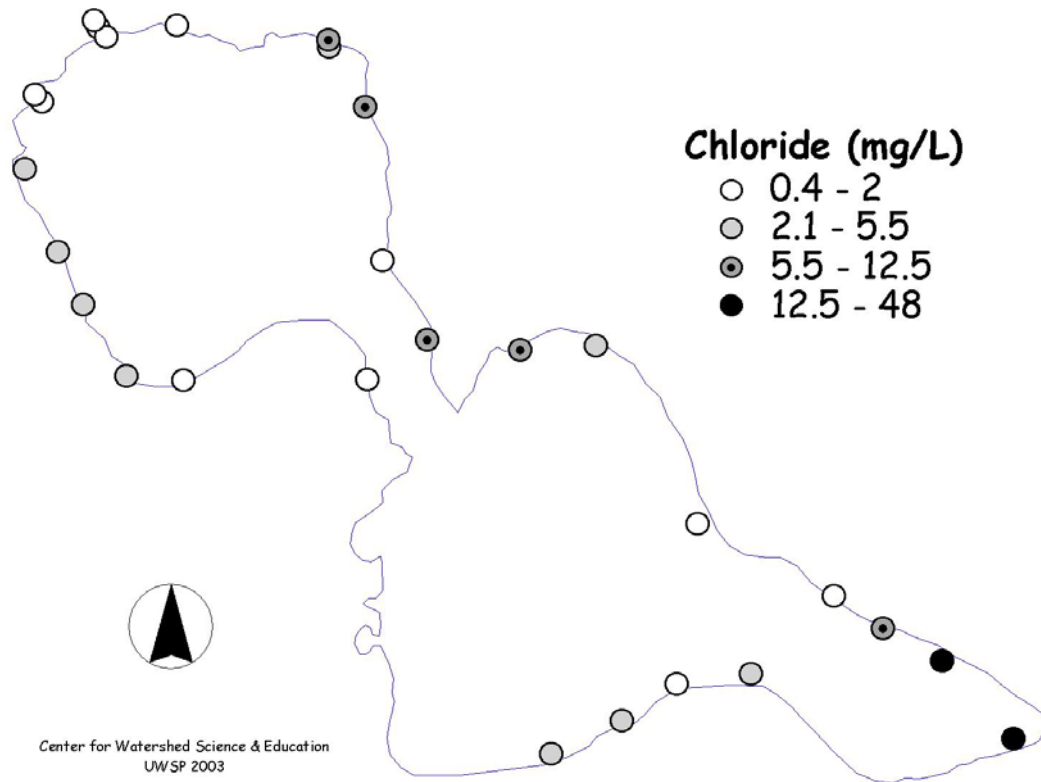 Chloride (mg/L)
0.4 - 2
2.1 - 5.5
5.5 - 12.5
12.5 - 48
Center for Watershed Science & Education
UWSP 2003